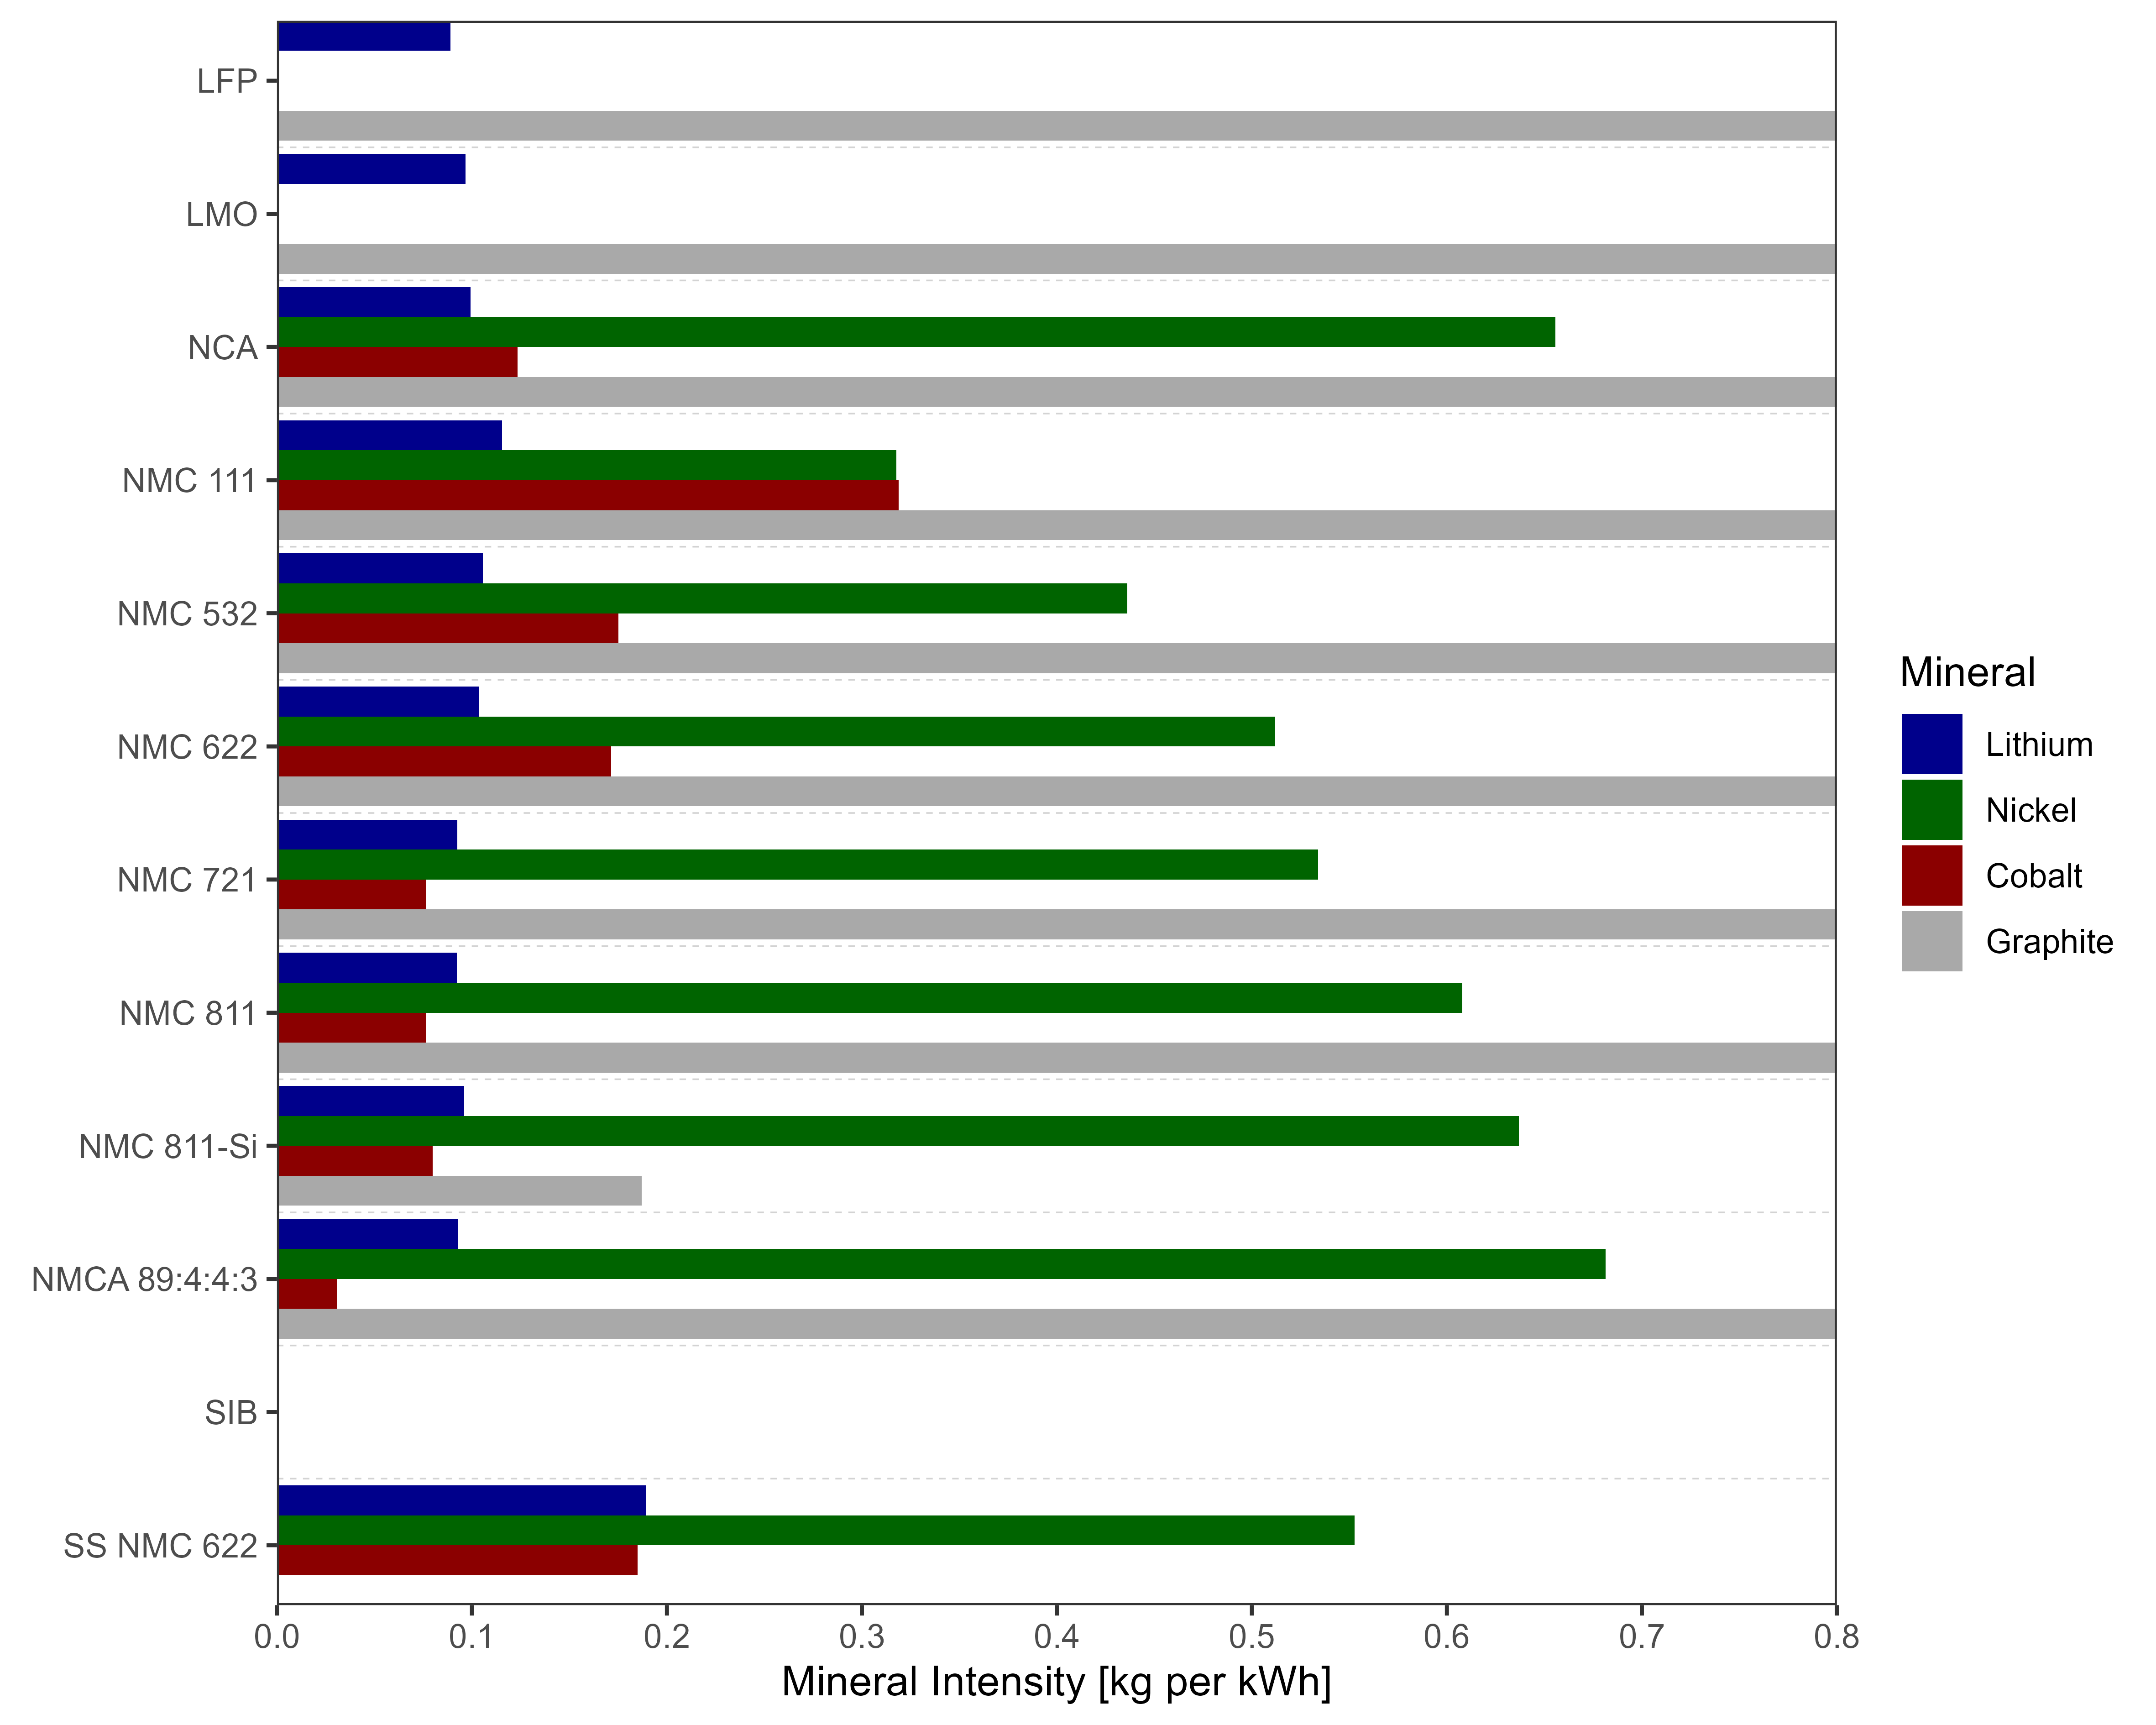 LFP
LMO
NCA
NMC 111
NMC 532
NMC 622
NMC 721
NMC 811
NMC 811-Si
NMCA 89:4:4:3
SIB
SS NMC 622
0.0 0.1 0.2 0.3 0.4 0.5 0.6 0.7 0.8
Mineral Intensity [kg per kWh]
Mineral
Lithium
Nickel
Cobalt
Graphite